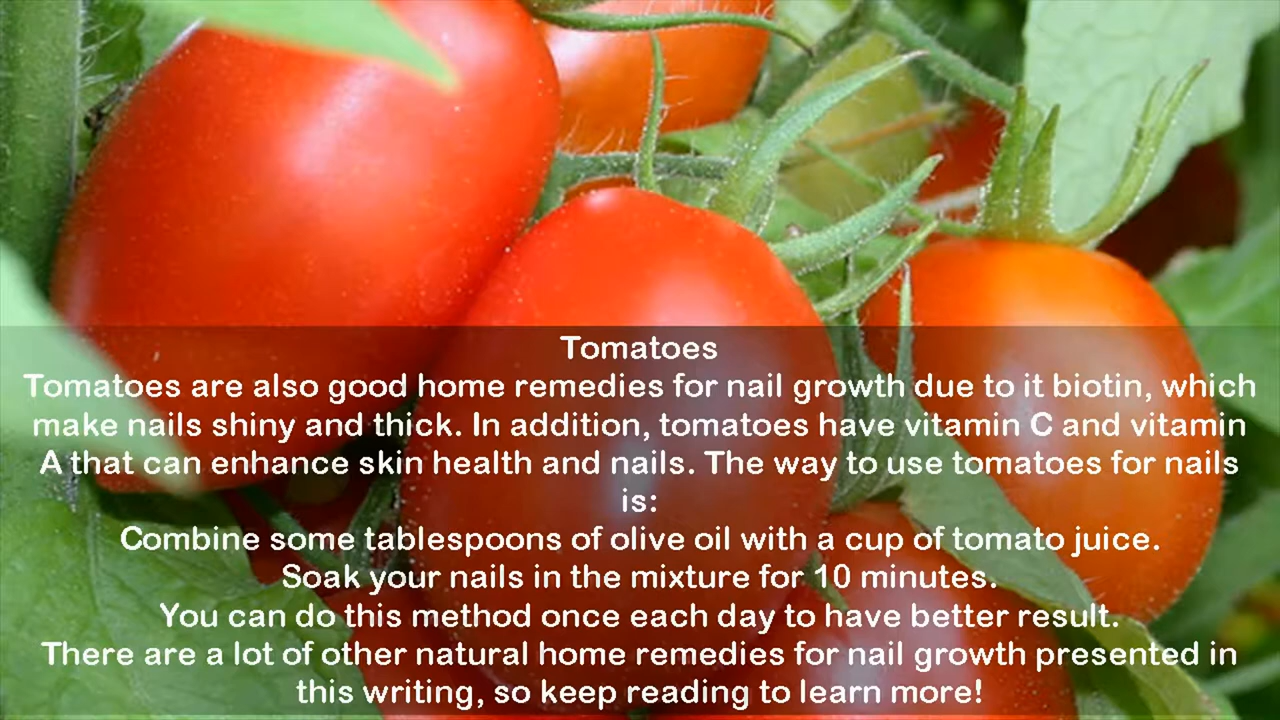 Tomatoes
Tomatoes are also good home remedies for nail growth due to it biotin, which
make nails shiny and thick. In addition, tomatoes have vitamin C and vitamin
A that can enhance skin health and nails. The way to use tomatoes for nails
is:
Combine some tablespoons of olive oil with a cup of tomato juice.
Soak your nails in the mixture for 10 minutes.
You can do this method once each day to have better result.
There are a lot of other natural home remedies for nail growth presented in
this writing, so keep reading to learn more!